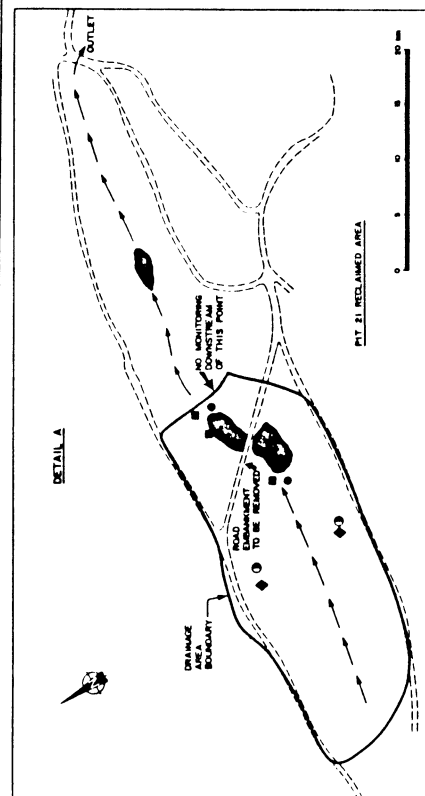 DETAIL A
OUTLET
NO MONITORING
DOWNSTREAM
OF THIS POINT
ROAD
EMBANKMENT
TO BE REMOVED
DRAINAGE
AREA
BOUNDARY
PIT 21 RECLAIMED AREA
0 5 10 15 20